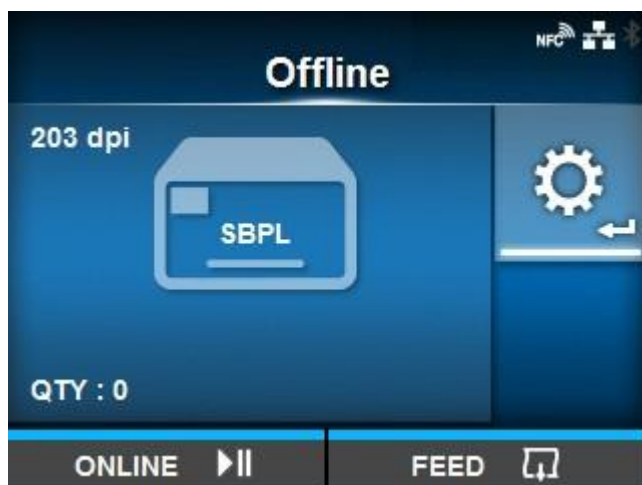 NFC
Offline
203 dpi
SBPL
QTY : 0
ONLINE
FEED